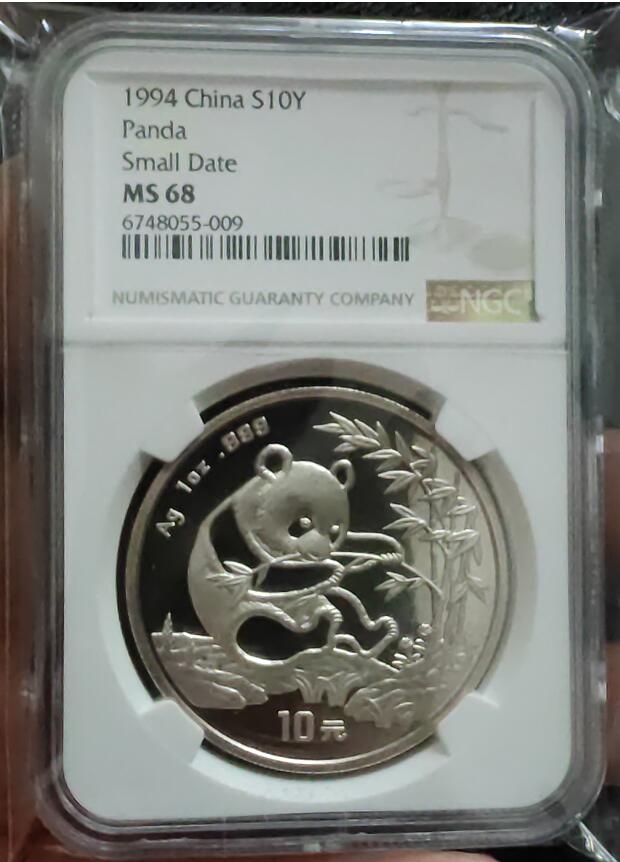 1994 China S10Y
Panda
Small Date
MS 68
6748055-009
NUMISMATIC GUARANTY COMPANY
NGC
Ag 1oz .999
10元